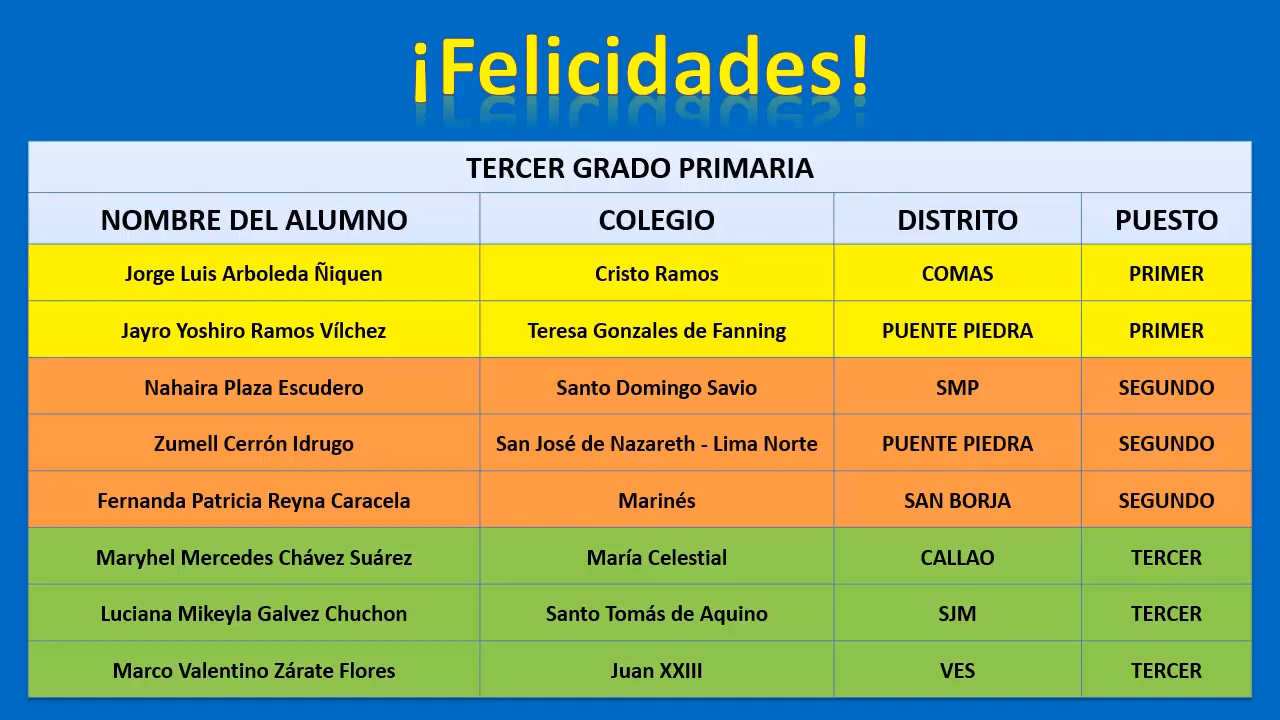 ¡Felicidades!
TERCER GRADO PRIMARIA
NOMBRE DEL ALUMNO COLEGIO DISTRITO PUESTO
Jorge Luis Arboleda Ñiquen Cristo Ramos COMAS PRIMER
Jayro Yoshiro Ramos Vílchez Teresa Gonzales de Fanning PUENTE PIEDRA PRIMER
Nahaira Plaza Escudero Santo Domingo Savio SMP SEGUNDO
Zumell Cerrón Idrugo San José de Nazareth - Lima Norte PUENTE PIEDRA SEGUNDO
Fernanda Patricia Reyna Caracela Marinés SAN BORJA SEGUNDO
Maryhel Mercedes Chávez Suárez María Celestial CALLAO TERCER
Luciana Mikeyla Galvez Chuchon Santo Tomás de Aquino SJM TERCER
Marco Valentino Zárate Flores Juan XXIII VES TERCER